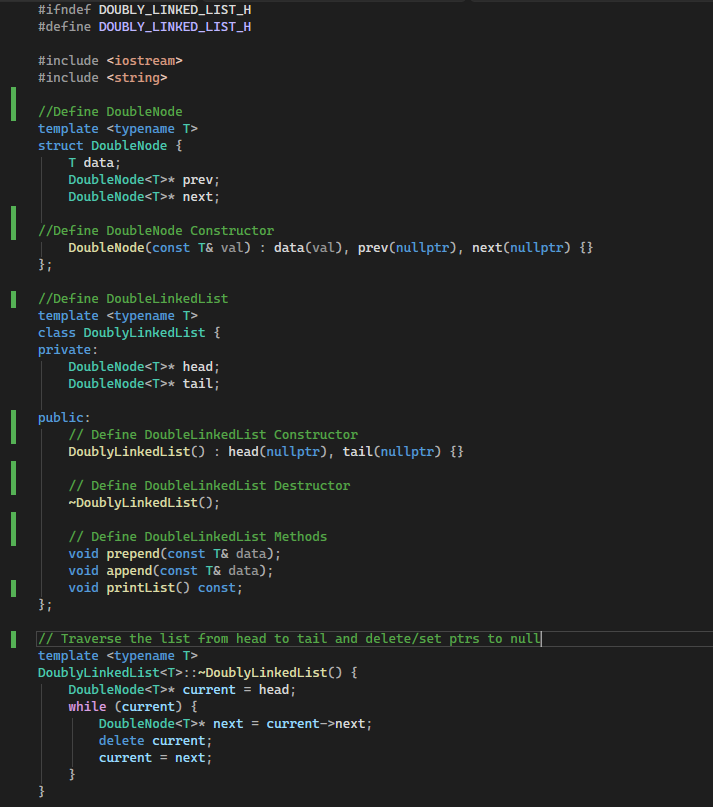 #ifndef DOUBLY_LINKED_LIST_H
#define DOUBLY_LINKED_LIST_H
#include <iostream>
#include <string>
//Define DoubleNode
template <typename T>
struct DoubleNode {
T data;
DoubleNode<T>* prev;
DoubleNode<T>* next;
//Define DoubleNode Constructor
DoubleNode(const T& val) : data(val), prev(nullptr), next(nullptr) {}
};
//Define DoubleLinkedList
template <typename T>
class DoublyLinkedList {
private:
DoubleNode<T>* head;
DoubleNode<T>* tail;
public:
// Define DoubleLinkedList Constructor
DoublyLinkedList() : head(nullptr), tail(nullptr) {}
// Define DoubleLinkedList Destructor
~DoublyLinkedList();
// Define DoubleLinkedList Methods
void prepend(const T& data);
void append(const T& data);
void printList() const;
};
// Traverse the list from head to tail and delete/set ptrs to null
template <typename T>
DoublyLinkedList<T>::~DoublyLinkedList() {
DoubleNode<T>* current = head;
while (current) {
DoubleNode<T>* next = current->next;
delete current;
current = next;
}
}